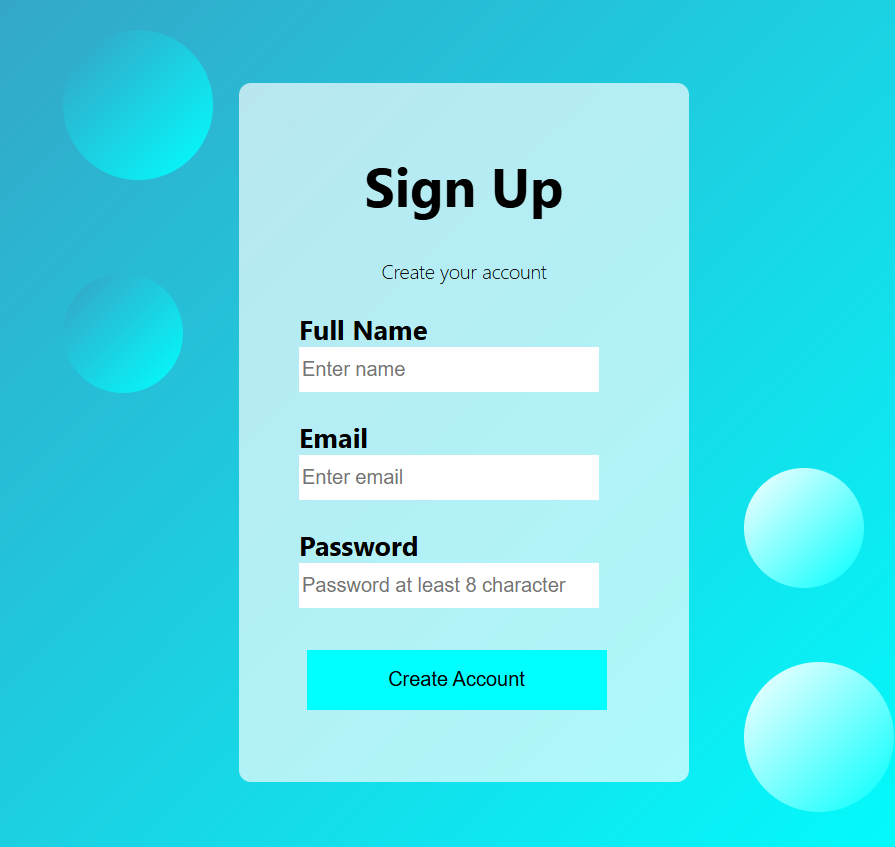 Sign Up
Create your account
Full Name
Enter name
Email
Enter email
Password
Password at least 8 character
Create Account